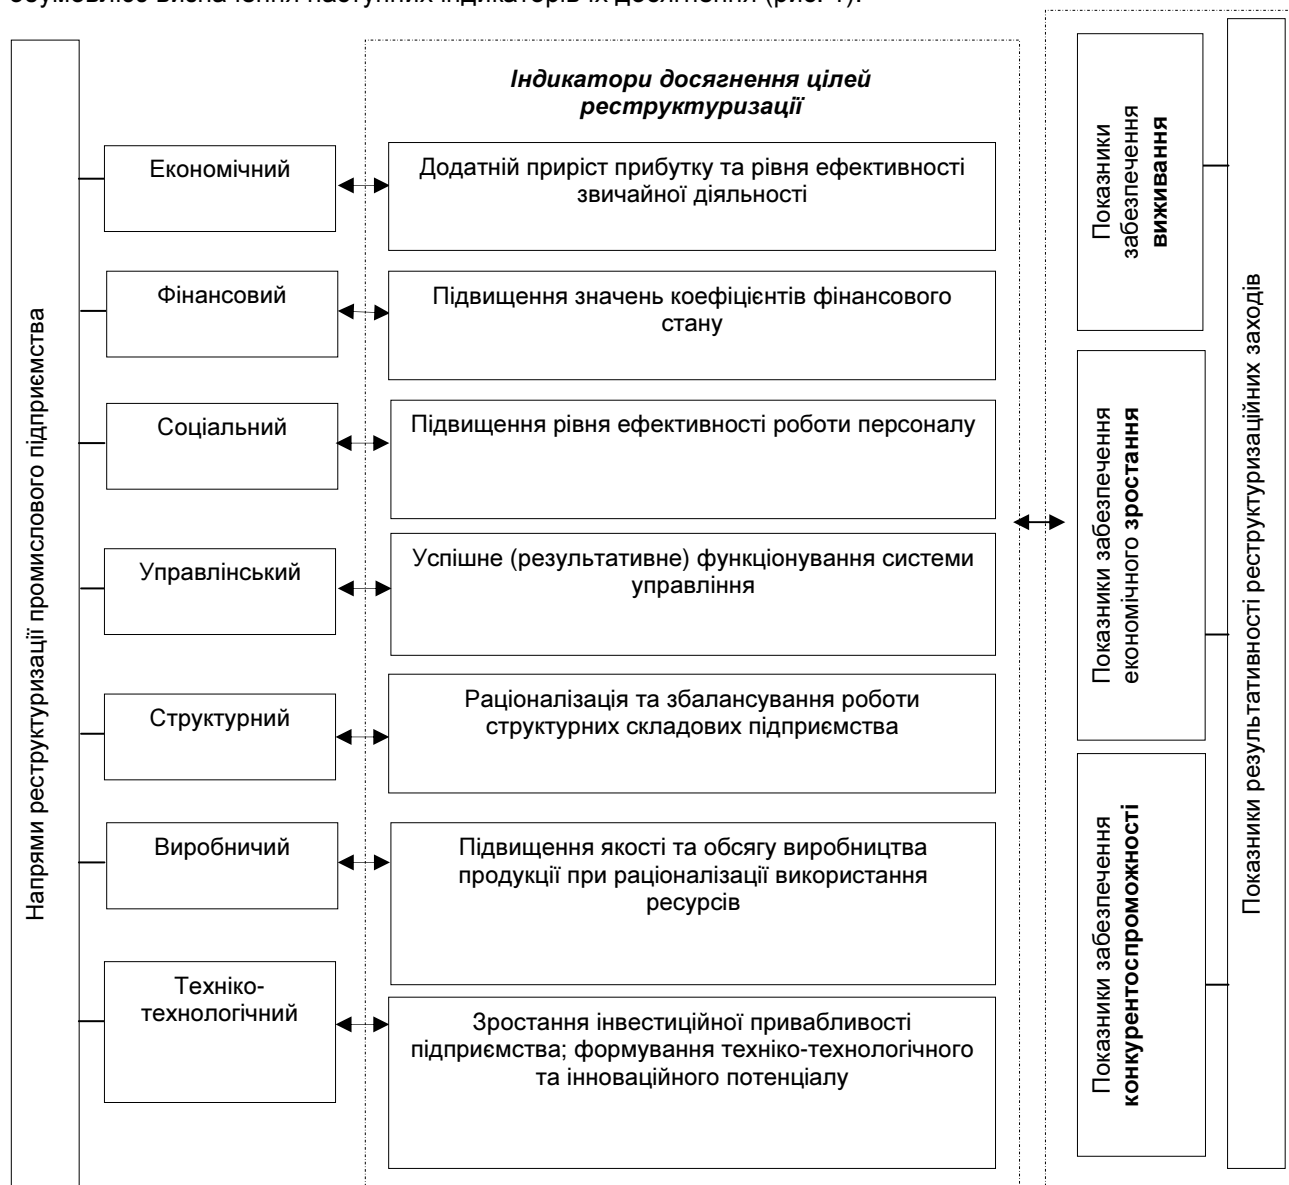 обумовлює визначення наступних індикаторів їх досягнення (рис. 1).
Напрями реструктуризації промислового підприємства
Індикатори досягнення цілей
реструктуризації
Економічний
Додатній приріст прибутку та рівня ефективності
звичайної діяльності
Фінансовий
Підвищення значень коефіцієнтів фінансового
стану
Соціальний
Підвищення рівня ефективності роботи персоналу
Управлінський
Успішне (результативне) функціонування системи
управління
Структурний
Раціоналізація та збалансування роботи
структурних складових підприємства
Виробничий
Підвищення якості та обсягу виробництва
продукції при раціоналізації використання
ресурсів
Техніко-
технологічний
Зростання інвестиційної привабливості
підприємства; формування техніко-технологічного
та інноваційного потенціалу
Показники
забезпечення
виживання
Показники забезпечення
економічного зростання
Показники забезпечення
конкурентоспроможності
Показники результативності реструктуризаційних заходів